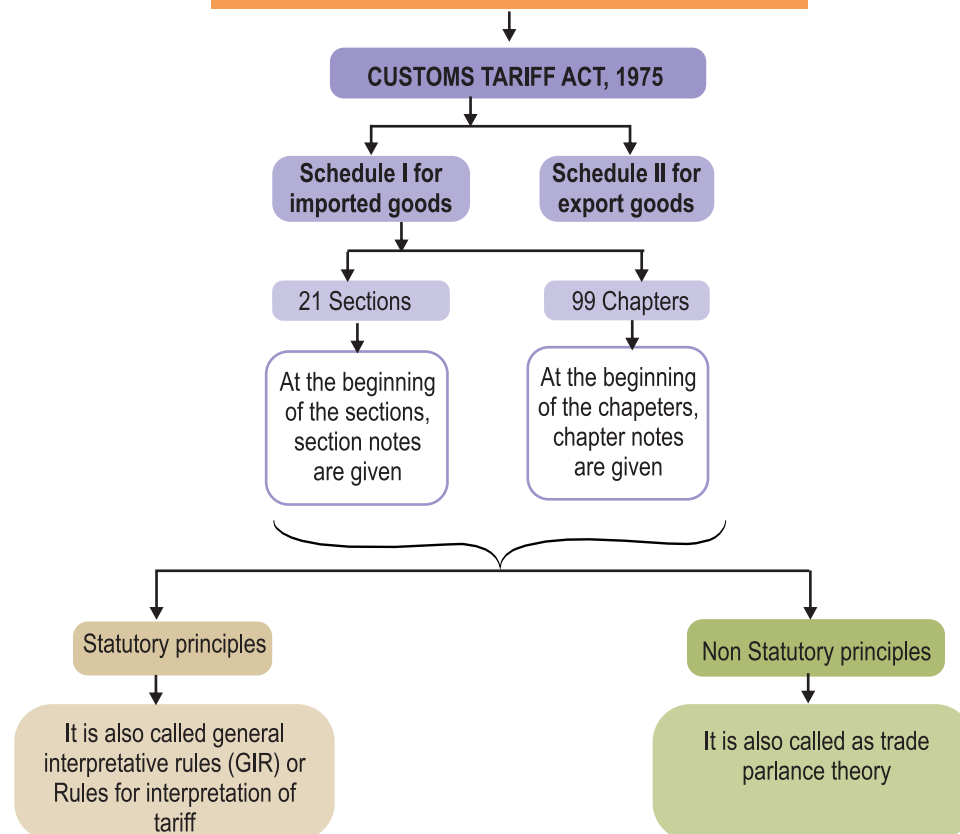 CUSTOMS TARIFF ACT, 1975
Schedule I for
imported goods
Schedule II for
export goods
21 Sections
99 Chapters
At the beginning
of the sections,
section notes
are given
At the beginning
of the chapeters,
chapter notes
are given
Statutory principles
Non Statutory principles
It is also called general
interpretative rules (GIR) or
Rules for interpretation of
tariff
It is also called as trade
parlance theory